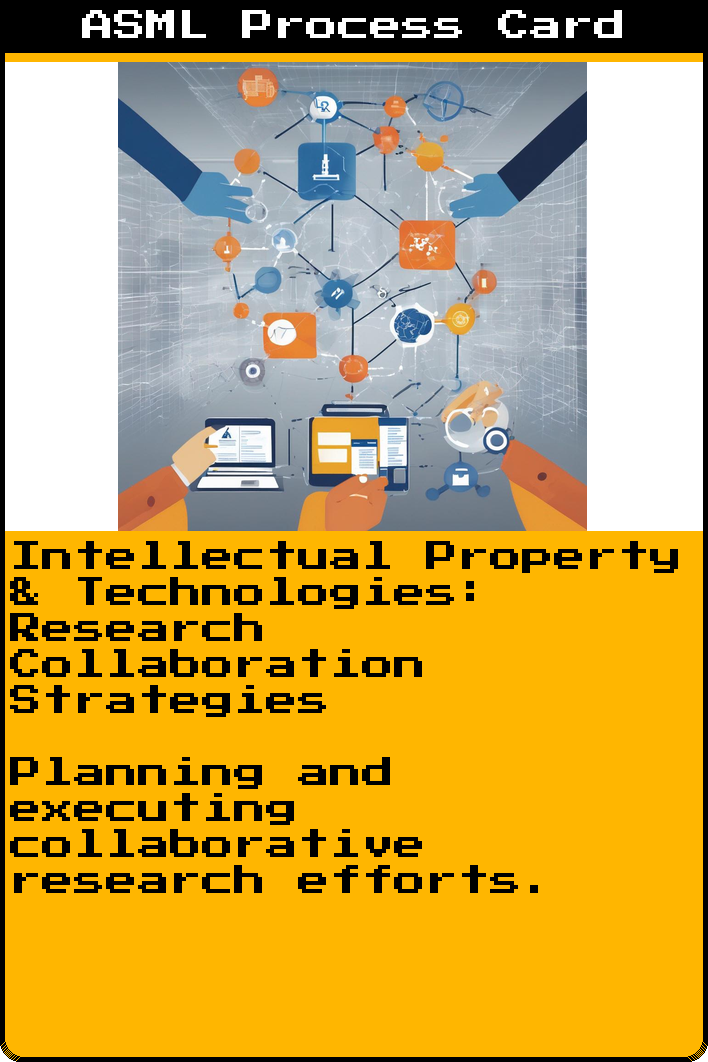 ASML Process Card
Intellectual Property
& Technologies:
Research
Collaboration
Strategies
Planning and
executing
collaborative
research efforts.